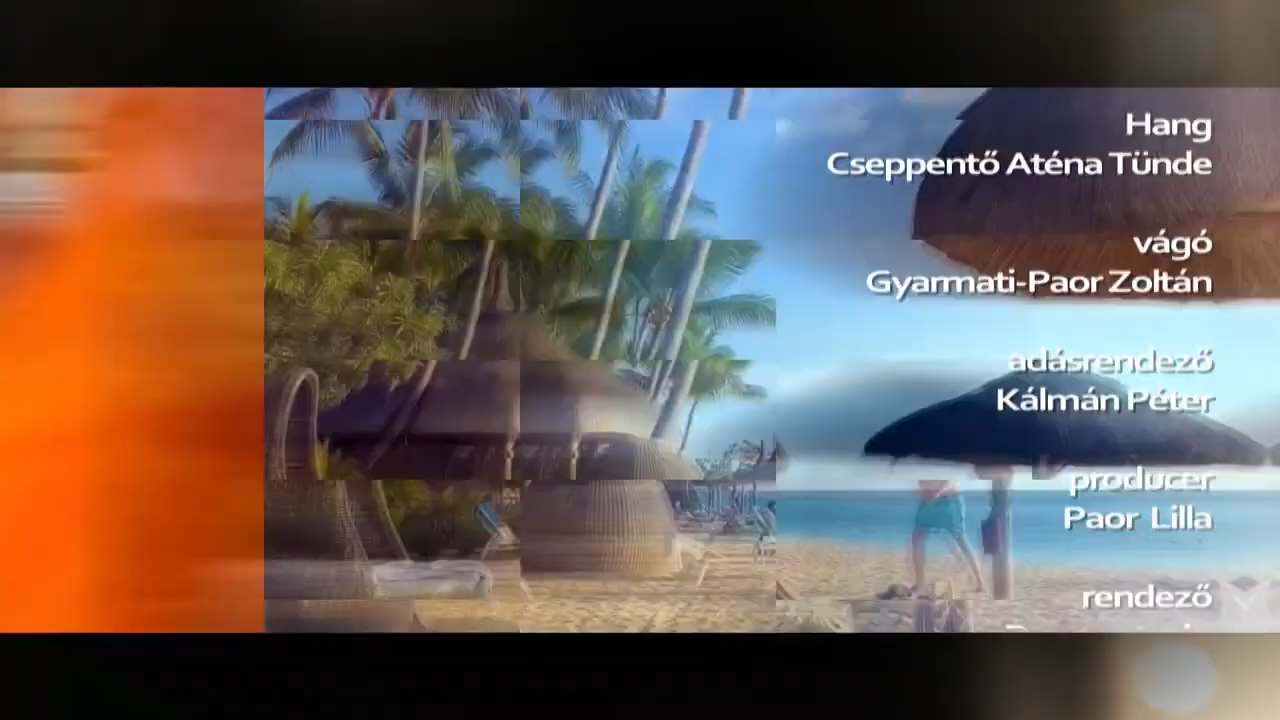 Hang
Cseppentő Aténa Tünde
vágó
Gyarmati-Paor Zoltán
adásrendező
Kálmán Péter
producer
Paor Lilla
rendező